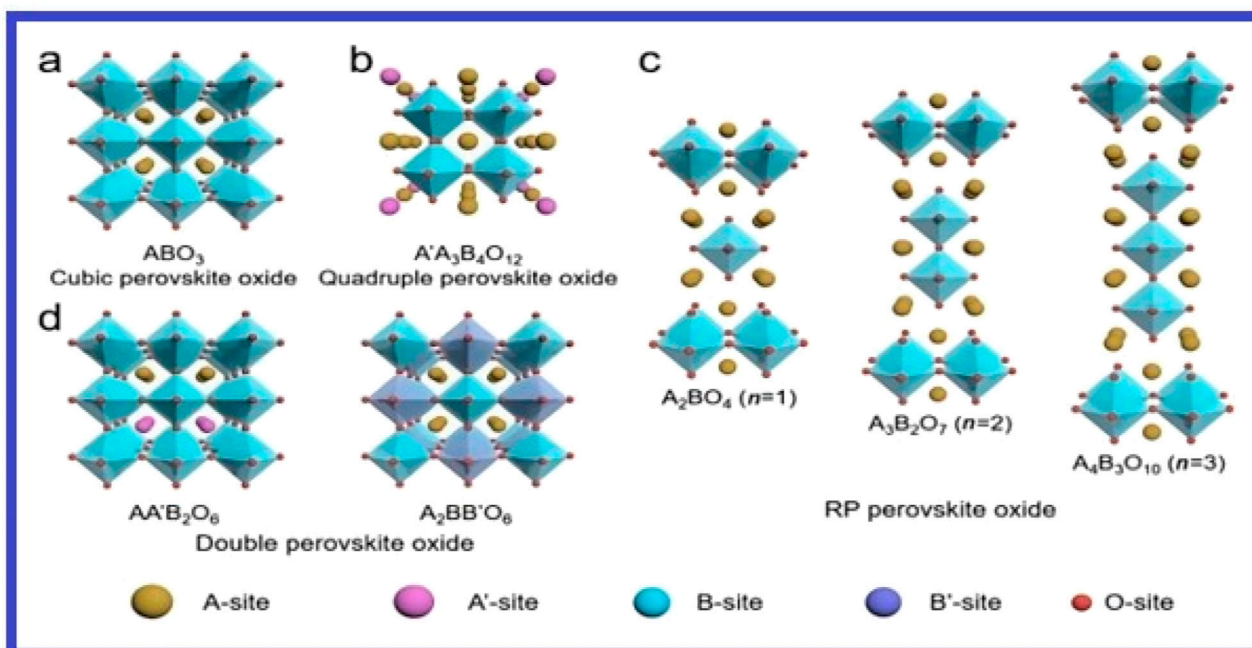 a
ABO₃
Cubic perovskite oxide
b
A'A₃B₄O₁₂
Quadruple perovskite oxide
c
A₂BO₄ (n=1)
A₃B₂O₇ (n=2)
A₄B₃O₁₀ (n=3)
RP perovskite oxide
d
AA'B₂O₆
A₂BB'O₆
Double perovskite oxide
A-site
A'-site
B-site
B'-site
O-site